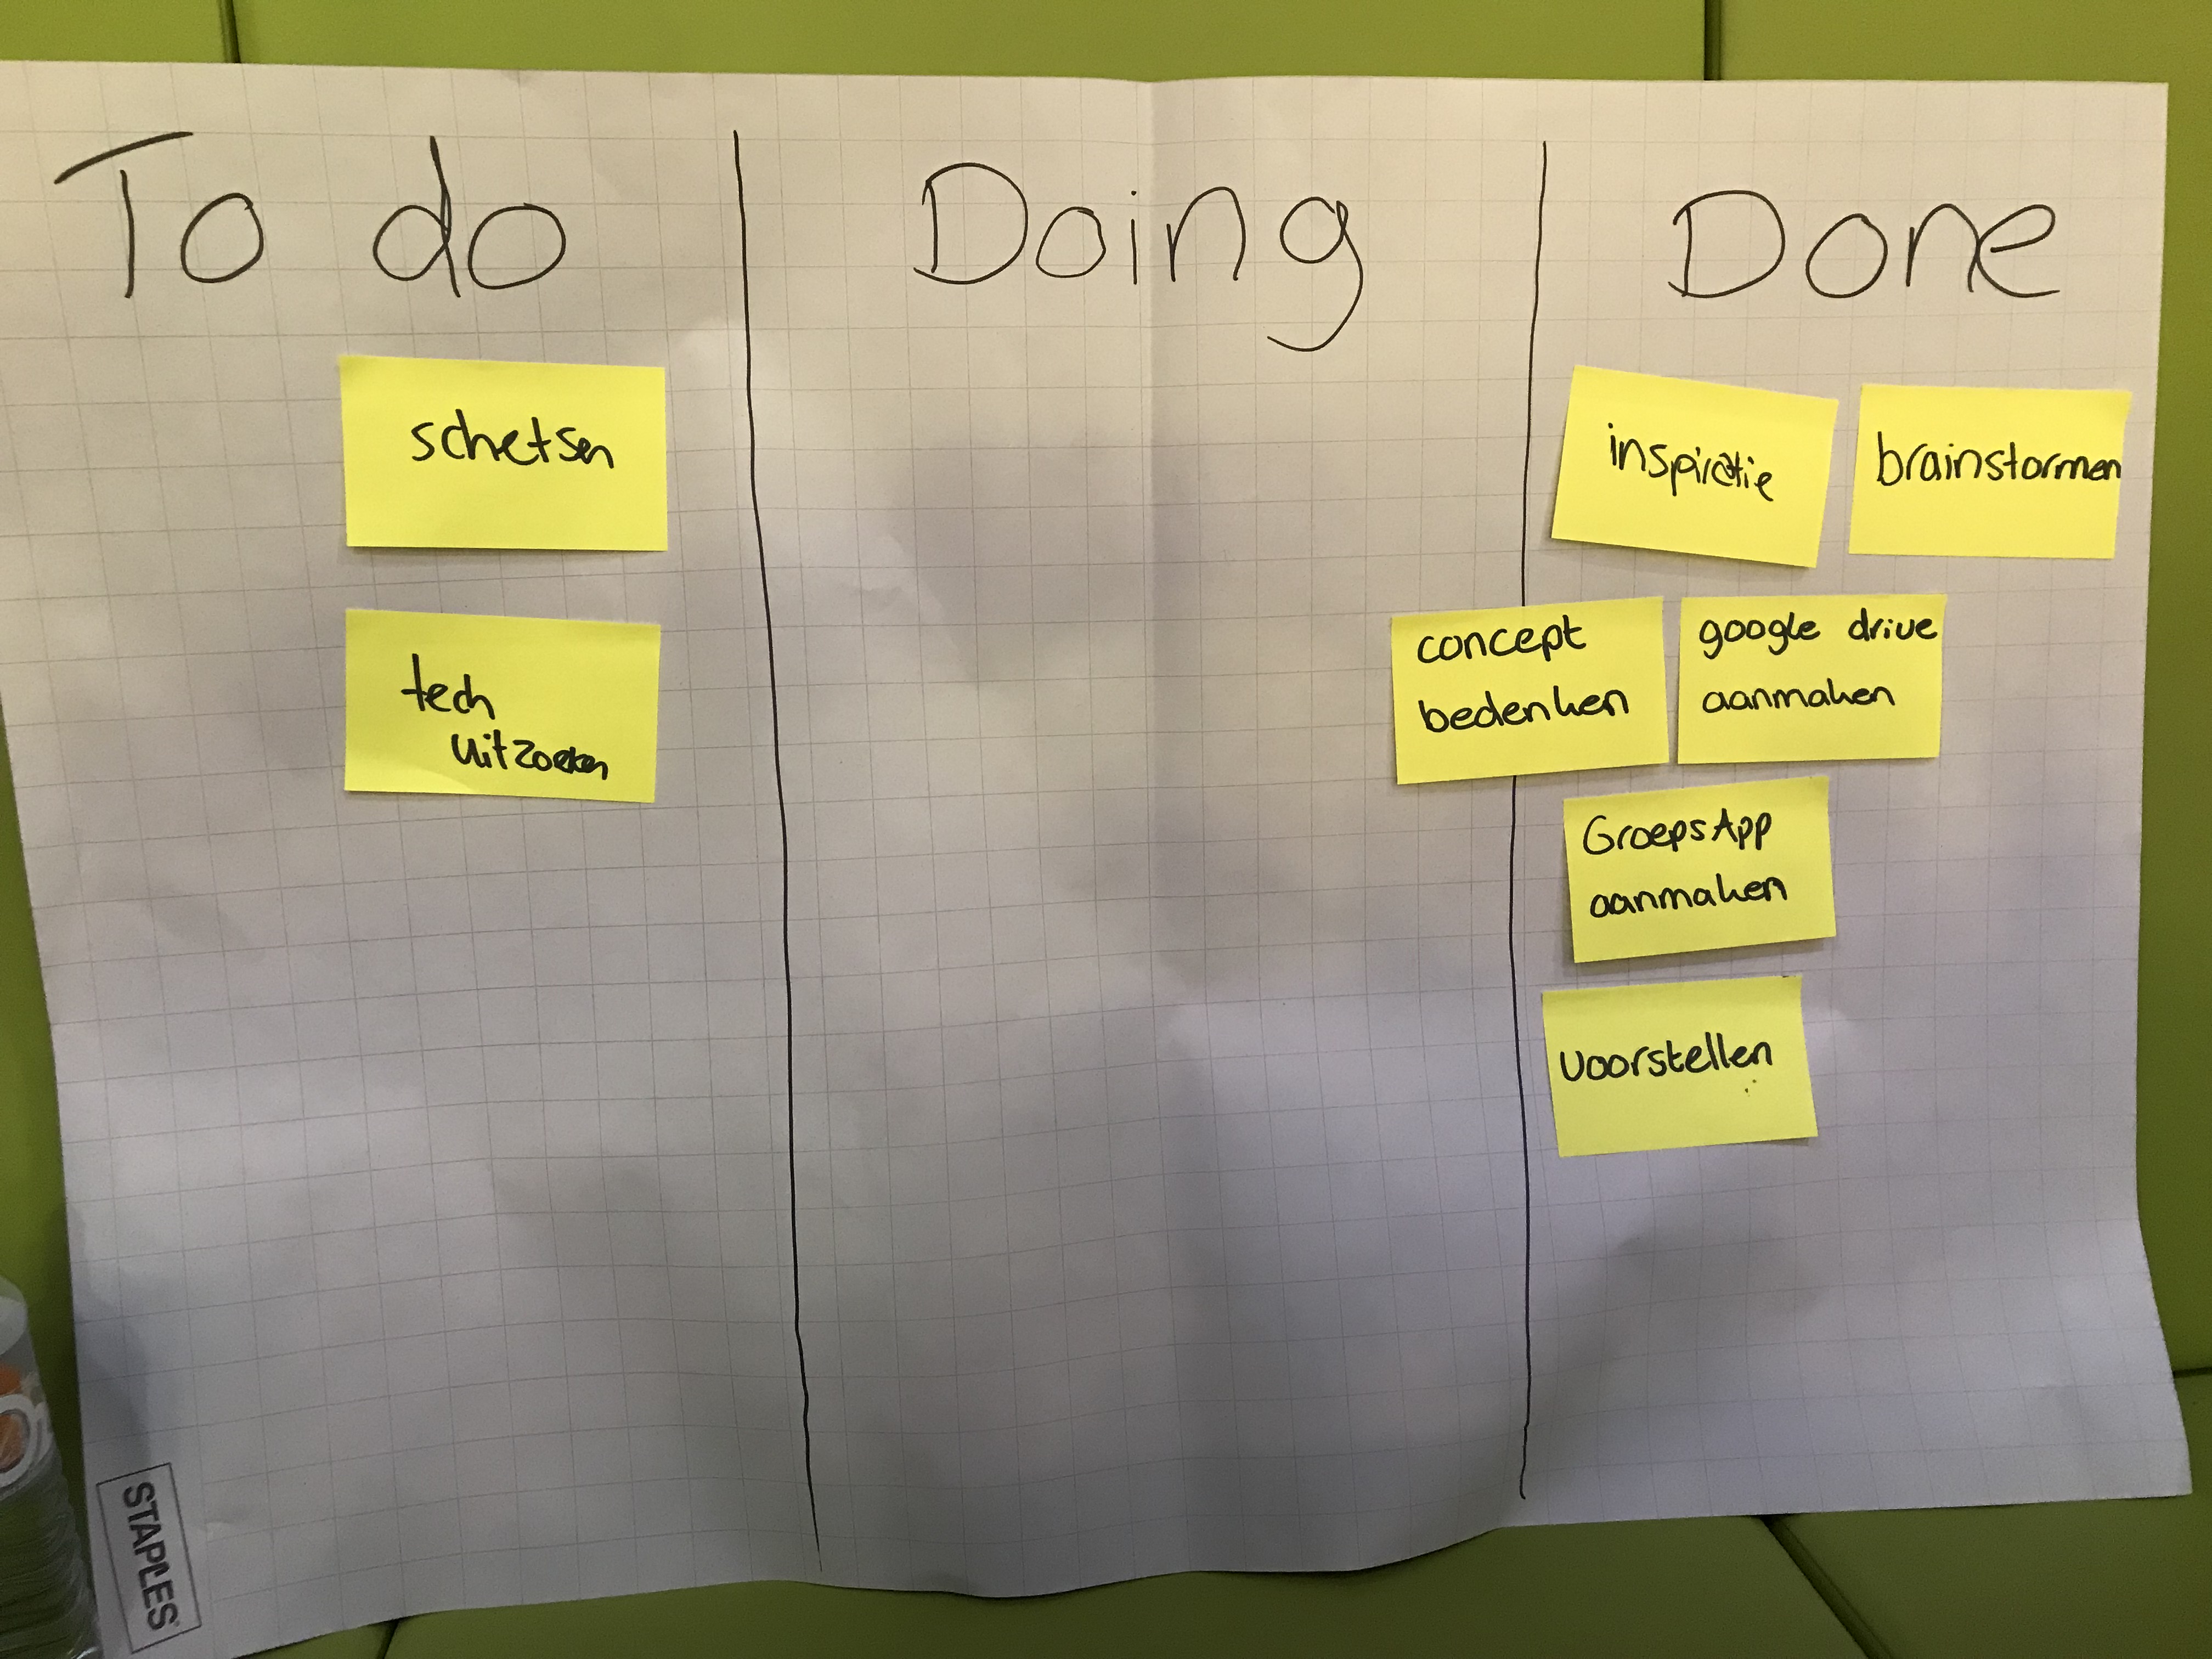 To do
Doing
Done
schetsen
tech
uitzoeken
inspiratie
brainstormen
concept
bedenken
google drive
aanmaken
GroepsApp
aanmaken
voorstellen
STAPLES